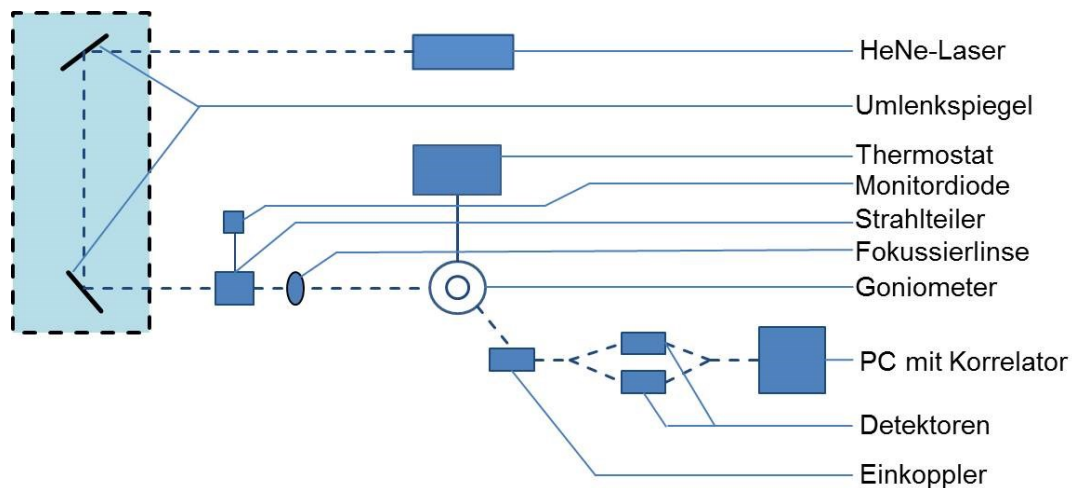 HeNe-Laser
Umlenkspiegel
Thermostat
Monitordiode
Strahlteiler
Fokussierlinse
Goniometer
PC mit Korrelator
Detektoren
Einkoppler